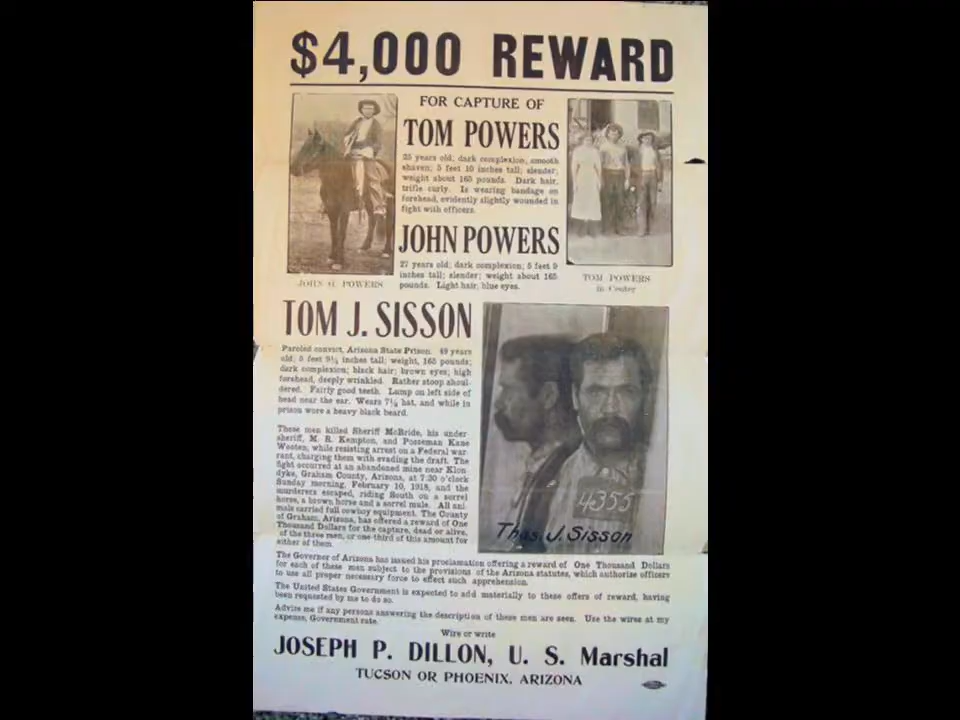 $4,000 REWARD
FOR CAPTURE OF
TOM POWERS
25 years old; dark complexion; smooth
shaven; 5 feet 10 inches tall; slender;
weight about 165 pounds. Dark hair,
trifle curly. Is wearing bandage on
forehead, evidently slightly wounded in
fight with officers.
JOHN POWERS
27 years old; dark complexion; 5 feet 9
inches tall; slender; weight about 165
pounds. Light hair, blue eyes.
JOHN G. POWERS
TOM POWERS
in Center
TOM J. SISSON
Paroled convict, Arizona State Prison. 49 years
old; 5 feet 9½ inches tall; weight, 165 pounds;
dark complexion; black hair; brown eyes; high
forehead, deeply wrinkled. Rather stoop shoul-
dered. Fairly good teeth. Lump on left side of
head near the ear. Wears 7¼ hat, and while in
prison wore a heavy black beard.
These men killed Sheriff McBride, his under
sheriff, M. R. Kempton, and Posseman Kane
Wooten, while resisting arrest on a Federal war-
rant, charging them with evading the draft. The
fight occurred at an abandoned mine near Klon-
dyke, Graham County, Arizona, at 7:30 o'clock
Sunday morning, February 10, 1918, and the
murderers escaped, riding South on a sorrel
horse, a brown horse and a sorrel mule. All ani-
mals carried full cowboy equipment. The County
of Graham, Arizona, has offered a reward of One
Thousand Dollars for the capture, dead or alive,
of the three men, or one-third of this amount for
either of them.
4355
Thos. J. Sisson
The Governor of Arizona has issued his proclamation offering a reward of One Thousand Dollars
for each of these men subject to the provisions of the Arizona statutes, which authorize officers
to use all proper necessary force to effect such apprehension.
The United States Government is expected to add materially to these offers of reward, having
been requested by me to do so.
Advise me if any persons answering the description of these men are seen. Use the wires at my
expense, Government rate.
Wire or write
JOSEPH P. DILLON, U. S. Marshal
TUCSON OR PHOENIX, ARIZONA